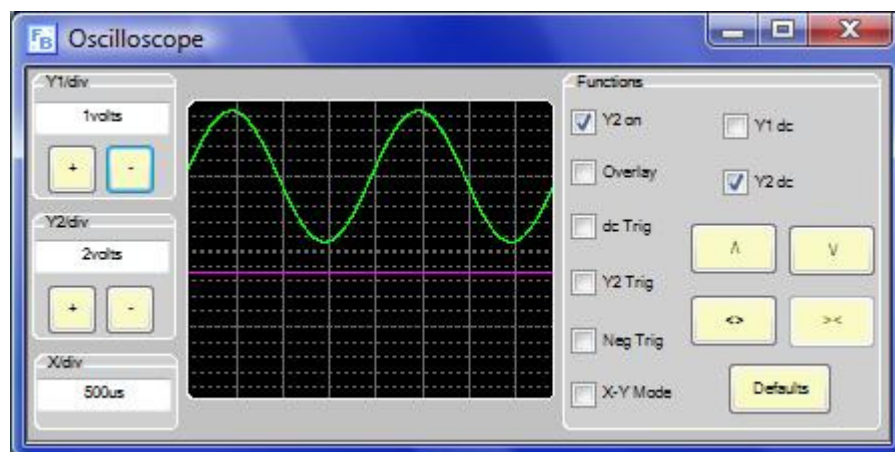 FB Oscilloscope
Y1/div
1volts
+ -
Y2/div
2volts
+ -
X/div
500us
Functions
Y2 on
Y1 dc
Overlay
Y2 dc
dc Trig
Y2 Trig
Neg Trig
X-Y Mode
Λ V
<> ><
Defaults